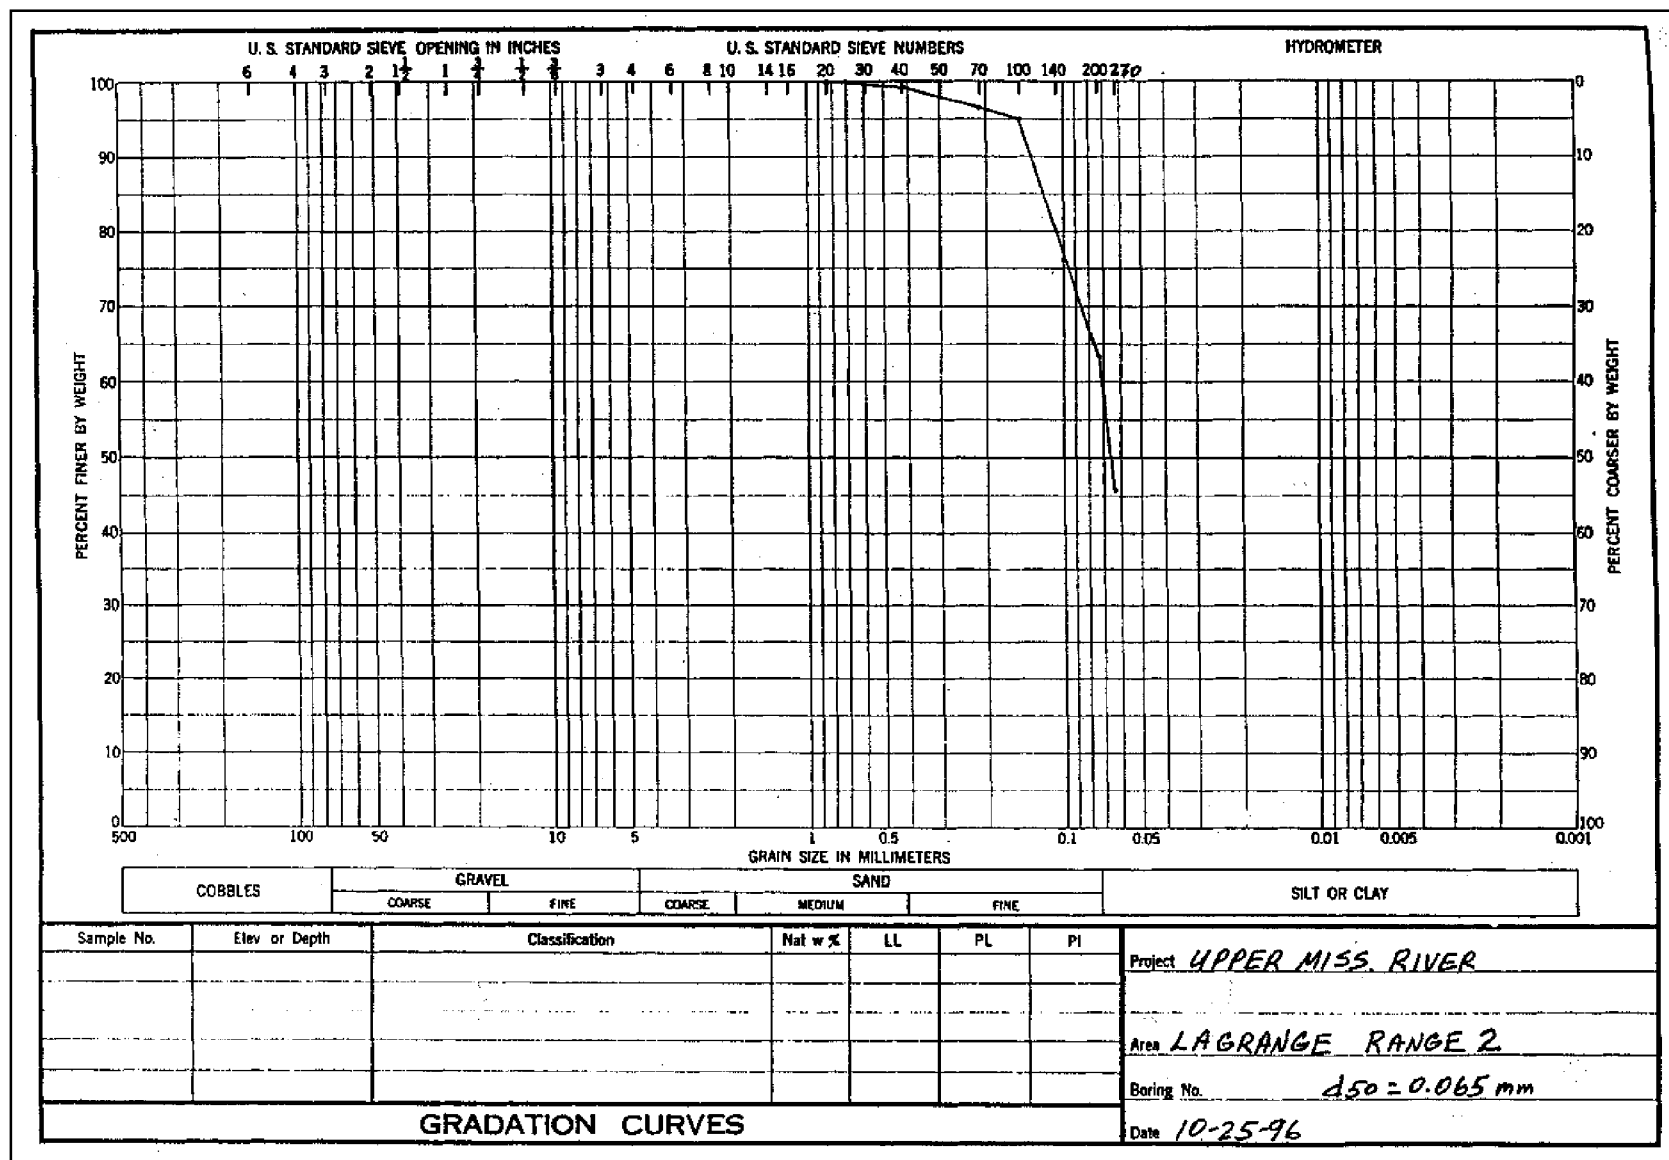 U. S. STANDARD SIEVE OPENING IN INCHES U. S. STANDARD SIEVE NUMBERS HYDROMETER
6 4 3 2 1 1/2 1 3/4 1/2 3/8 3 4 6 8 10 14 16 20 30 40 50 70 100 140 200 270
100 0
90 10
80 20
70 30
60 40
50 50
40 60
30 70
20 80
10 90
0 100
PERCENT FINER BY WEIGHT
PERCENT COARSER BY WEIGHT
500 100 50 10 5 1 0.5 0.1 0.05 0.01 0.005 0.001
GRAIN SIZE IN MILLIMETERS
COBBLES GRAVEL SAND SILT OR CLAY
COARSE FINE COARSE MEDIUM FINE
Sample No. Elev or Depth Classification Nat w % LL PL PI
Project UPPER MISS. RIVER
Area LAGRANGE RANGE 2
Boring No. d50 = 0.065 mm
Date 10-25-96
GRADATION CURVES